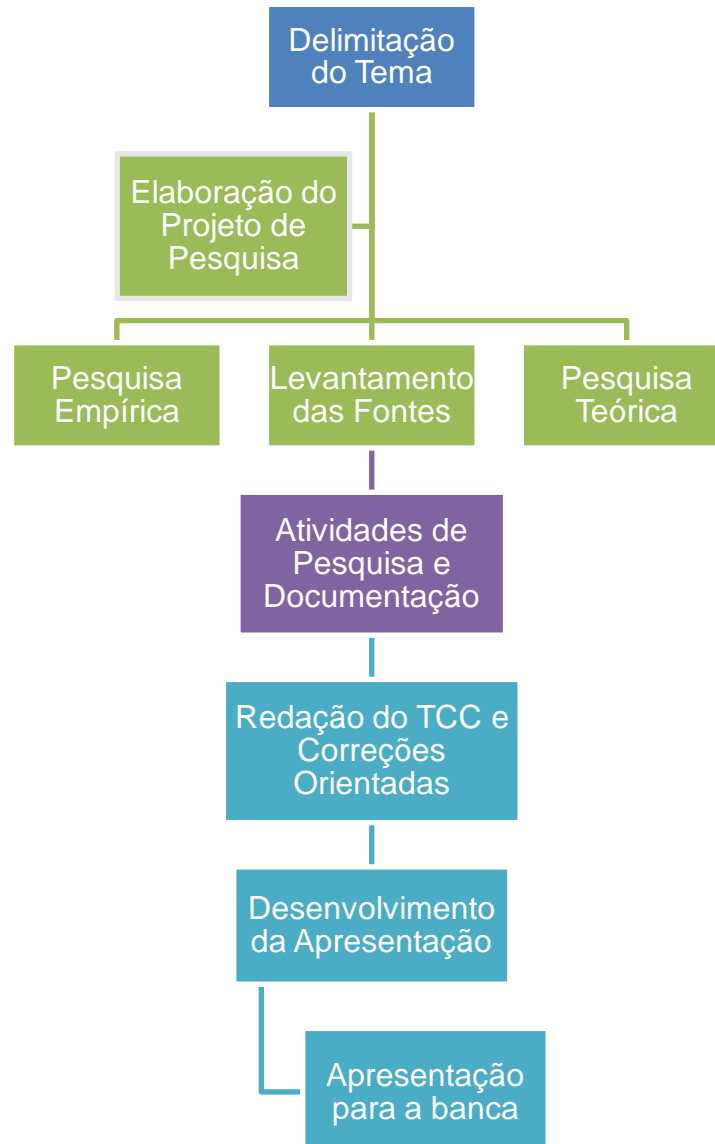 Delimitação
do Tema
Elaboração do
Projeto de
Pesquisa
Pesquisa
Empírica
Levantamento
das Fontes
Pesquisa
Teórica
Atividades de
Pesquisa e
Documentação
Redação do TCC e
Correções
Orientadas
Desenvolvimento
da Apresentação
Apresentação
para a banca